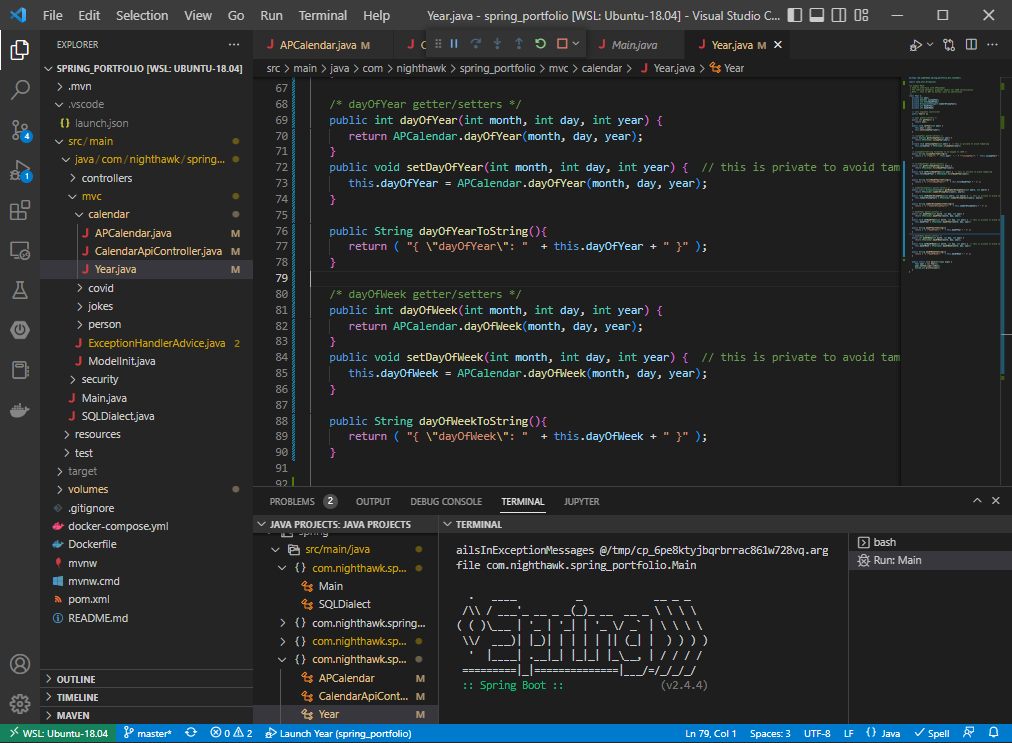 File Edit Selection View Go Run Terminal Help Year.java - spring_portfolio [WSL: Ubuntu-18.04] - Visual Studio C...
EXPLORER
SPRING_PORTFOLIO [WSL: UBUNTU-18.04]
.mvn
.vscode
launch.json
src/main
java / com / nighthawk / spring...
controllers
mvc
calendar
APCalendar.java M
CalendarApiController.java M
Year.java M
covid
jokes
person
ExceptionHandlerAdvice.java 2
ModelInit.java
security
Main.java
SQLDialect.java
resources
test
target
volumes
.gitignore
docker-compose.yml
Dockerfile
mvnw
mvnw.cmd
pom.xml
README.md
OUTLINE
TIMELINE
MAVEN
4
1
APCalendar.java M
Main.java
Year.java M
src > main > java > com > nighthawk > spring_portfolio > mvc > calendar > Year.java > Year
67
68 /* dayOfYear getter/setters */
69 public int dayOfYear(int month, int day, int year) {
70 return APCalendar.dayOfYear(month, day, year);
71 }
72 public void setDayOfYear(int month, int day, int year) { // this is private to avoid tam
73 this.dayOfYear = APCalendar.dayOfYear(month, day, year);
74 }
75
76 public String dayOfYearToString(){
77 return ( "{ \"dayOfYear\": " + this.dayOfYear + " }" );
78 }
79
80 /* dayOfWeek getter/setters */
81 public int dayOfWeek(int month, int day, int year) {
82 return APCalendar.dayOfWeek(month, day, year);
83 }
84 public void setDayOfWeek(int month, int day, int year) { // this is private to avoid tam
85 this.dayOfWeek = APCalendar.dayOfWeek(month, day, year);
86 }
87
88 public String dayOfWeekToString(){
89 return ( "{ \"dayOfWeek\": " + this.dayOfWeek + " }" );
90 }
91
92
PROBLEMS 2 OUTPUT DEBUG CONSOLE TERMINAL JUPYTER
JAVA PROJECTS: JAVA PROJECTS
spring
src/main/java
{} com.nighthawk.sp...
Main
SQLDialect
{} com.nighthawk.spring...
{} com.nighthawk.sp...
{} com.nighthawk.sp...
APCalendar M
CalendarApiCont... M
Year M
TERMINAL
ailsInExceptionMessages @/tmp/cp_6pe8ktyjbqrbrrac861w728vq.arg
file com.nighthawk.spring_portfolio.Main
Spring
:: Spring Boot :: (v2.4.4)
bash
Run: Main
WSL: Ubuntu-18.04 master* 0 2 Launch Year (spring_portfolio) Ln 79, Col 1 Spaces: 3 UTF-8 LF {} Java Spell